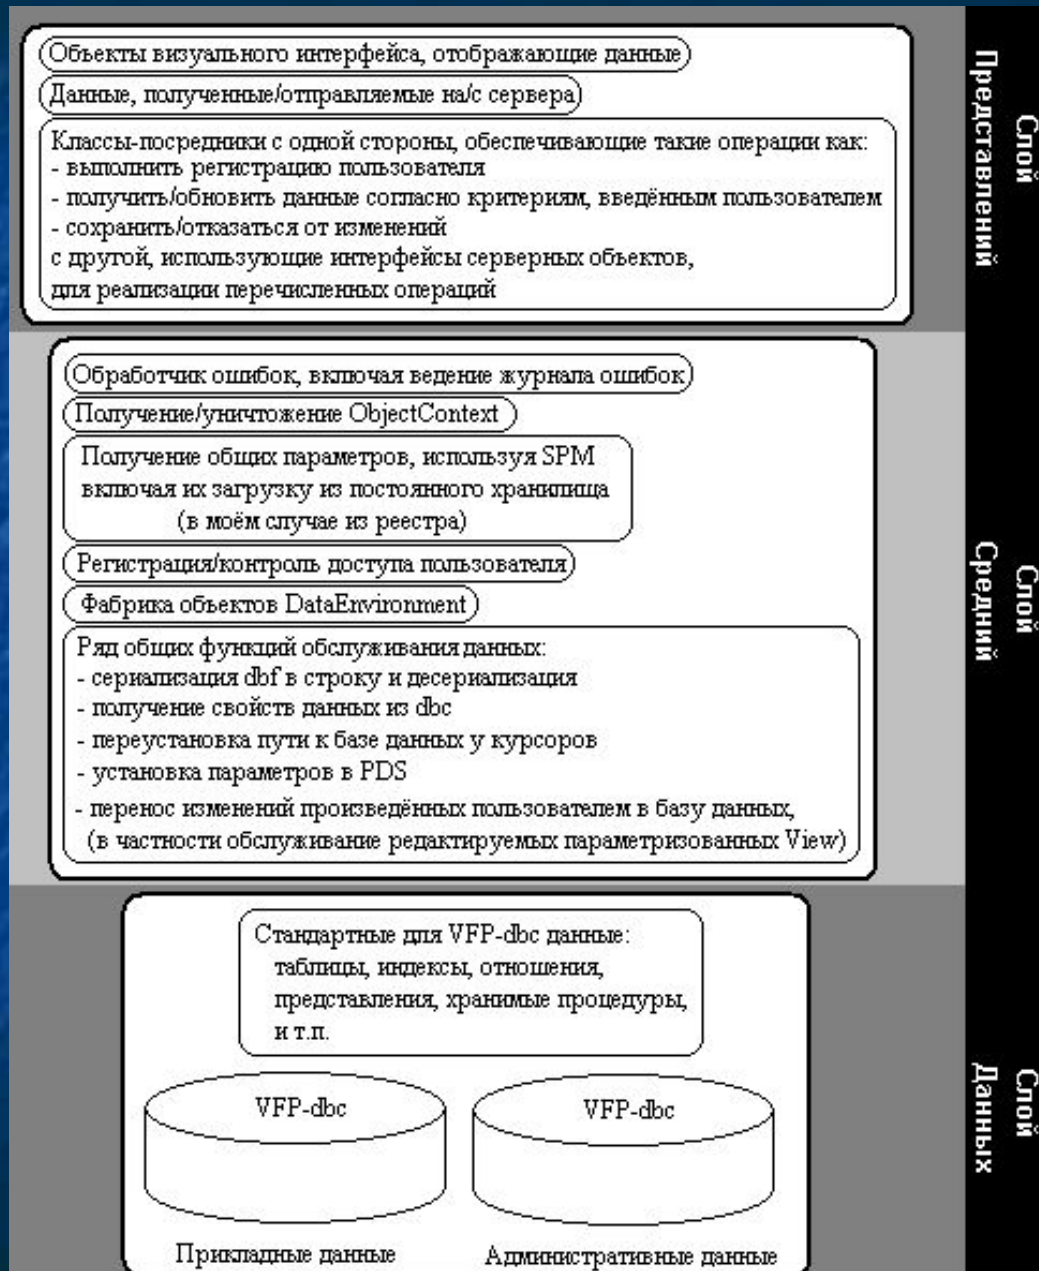 Объекты визуального интерфейса, отображающие данные
Данные, полученные/отправляемые на/с сервера
Классы-посредники с одной стороны, обеспечивающие такие операции как:
- выполнить регистрацию пользователя
- получить/обновить данные согласно критериям, введённым пользователем
- сохранить/отказаться от изменений
с другой, использующие интерфейсы серверных объектов,
для реализации перечисленных операций
Слой
Представлений
Обработчик ошибок, включая ведение журнала ошибок
Получение/уничтожение ObjectContext
Получение общих параметров, используя SPM
включая их загрузку из постоянного хранилища
(в моём случае из реестра)
Регистрация/контроль доступа пользователя
Фабрика объектов DataEnvironment
Ряд общих функций обслуживания данных:
- сериализация dbf в строку и десериализация
- получение свойств данных из dbc
- переустановка пути к базе данных у курсоров
- установка параметров в PDS
- перенос изменений произведённых пользователем в базу данных,
(в частности обслуживание редактируемых параметризованных View)
Слой
Средний
Стандартные для VFP-dbc данные:
таблицы, индексы, отношения,
представления, хранимые процедуры,
и т.п.
VFP-dbc
VFP-dbc
Прикладные данные
Административные данные
Слой
Данных